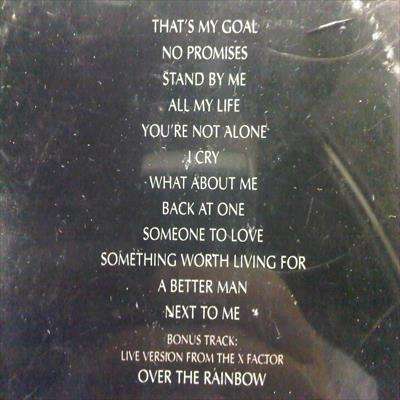 THAT'S MY GOAL
NO PROMISES
STAND BY ME
ALL MY LIFE
YOU'RE NOT ALONE
I CRY
WHAT ABOUT ME
BACK AT ONE
SOMEONE TO LOVE
SOMETHING WORTH LIVING FOR
A BETTER MAN
NEXT TO ME
BONUS TRACK:
LIVE VERSION FROM THE X FACTOR
OVER THE RAINBOW